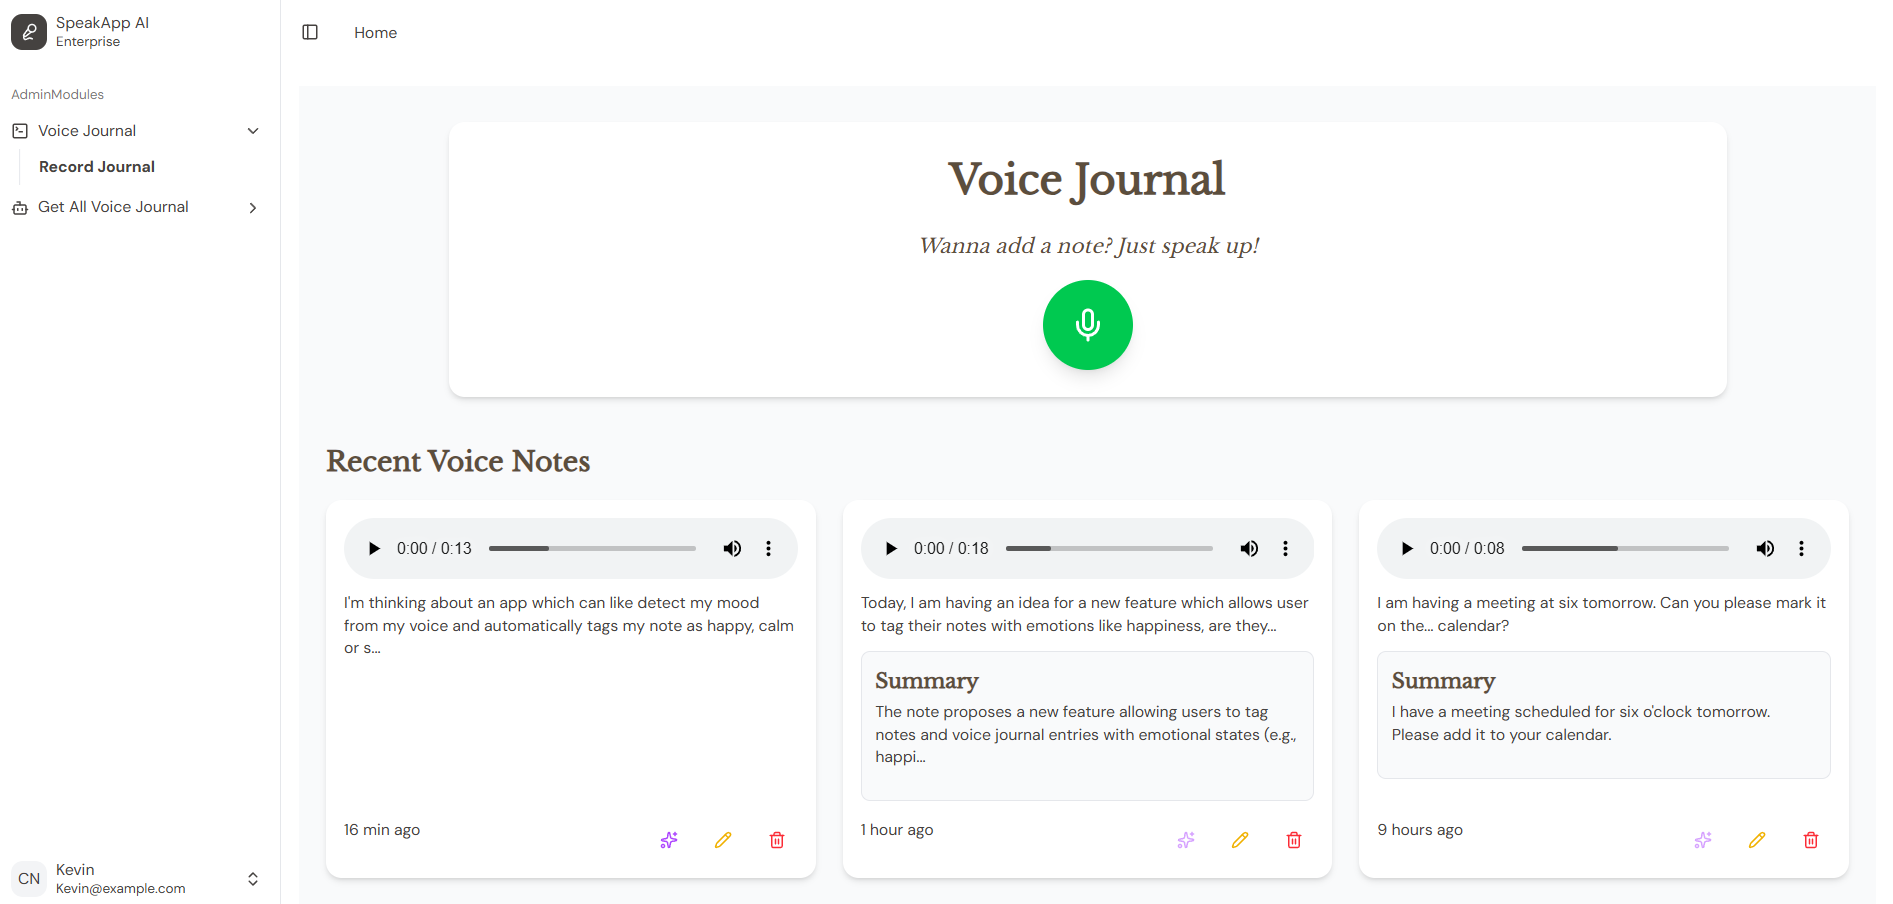 SpeakApp AI
Enterprise
AdminModules
Voice Journal
Record Journal
Get All Voice Journal
CN
Kevin
Kevin@example.com
Home
Voice Journal
Wanna add a note? Just speak up!
Recent Voice Notes
0:00 / 0:13
I'm thinking about an app which can like detect my mood
from my voice and automatically tags my note as happy, calm
or s...
16 min ago
0:00 / 0:18
Today, I am having an idea for a new feature which allows user
to tag their notes with emotions like happiness, are they...
Summary
The note proposes a new feature allowing users to tag
notes and voice journal entries with emotional states (e.g.,
happi...
1 hour ago
0:00 / 0:08
I am having a meeting at six tomorrow. Can you please mark it
on the... calendar?
Summary
I have a meeting scheduled for six o'clock tomorrow.
Please add it to your calendar.
9 hours ago